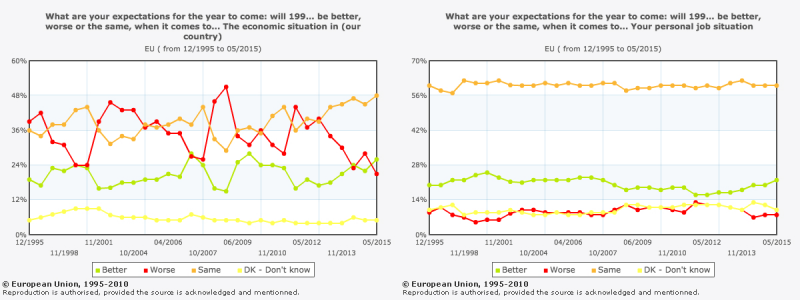 What are your expectations for the year to come: will 199... be better,
worse or the same, when it comes to... The economic situation in (our
country)
EU ( from 12/1995 to 05/2015)
60%
48%
36%
24%
12%
0%
12/1995
11/2001
04/2006
06/2009
05/2012
05/2015
11/1998
10/2004
09/2007
11/2010
11/2013
Better
Worse
Same
DK - Don't know
© European Union, 1995-2010
Reproduction is authorised, provided the source is acknowledged and mentionned.
What are your expectations for the year to come: will 199... be better,
worse or the same, when it comes to... Your personal job situation
EU ( from 12/1995 to 05/2015)
70%
56%
42%
28%
14%
0%
12/1995
11/2001
04/2006
06/2009
05/2012
05/2015
11/1998
10/2004
09/2007
11/2010
11/2013
Better
Worse
Same
DK - Don't know
© European Union, 1995-2010
Reproduction is authorised, provided the source is acknowledged and mentionned.